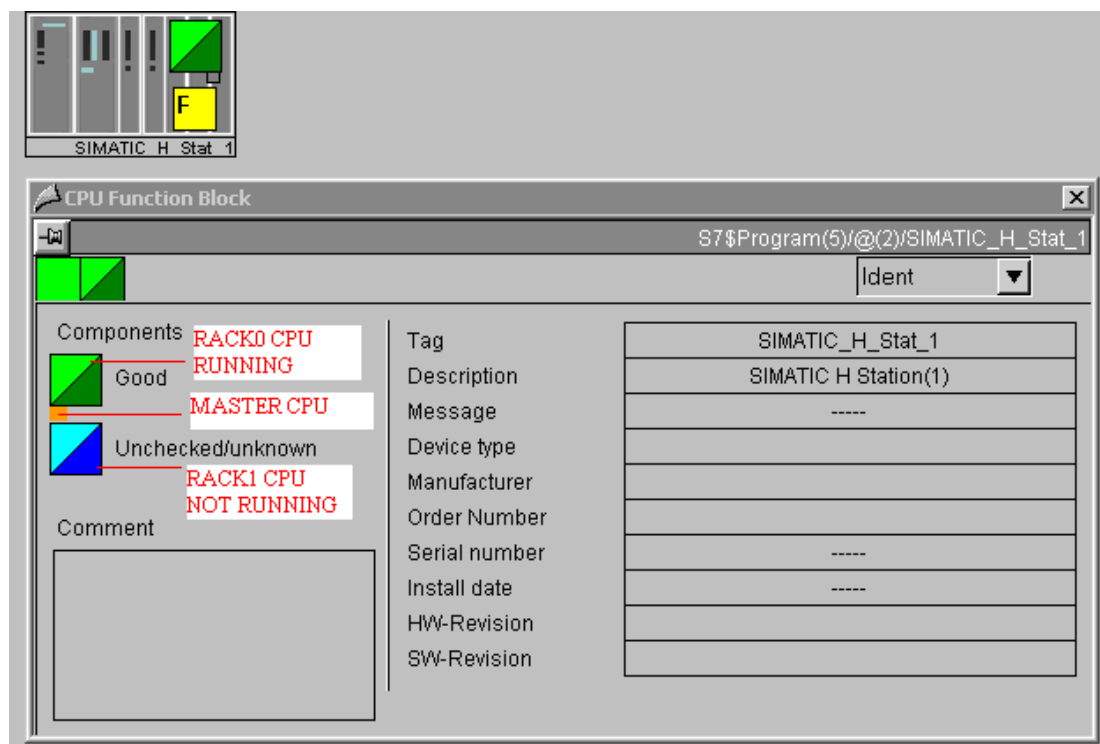 F
SIMATIC H Stat 1
CPU Function Block
S7$Program(5)/@(2)/SIMATIC_H_Stat_1
Ident
Components
RACK0 CPU
RUNNING
Good
MASTER CPU
Unchecked/unknown
RACK1 CPU
NOT RUNNING
Comment
Tag SIMATIC_H_Stat_1
Description SIMATIC H Station(1)
Message -----
Device type
Manufacturer
Order Number
Serial number -----
Install date -----
HW-Revision
SW-Revision